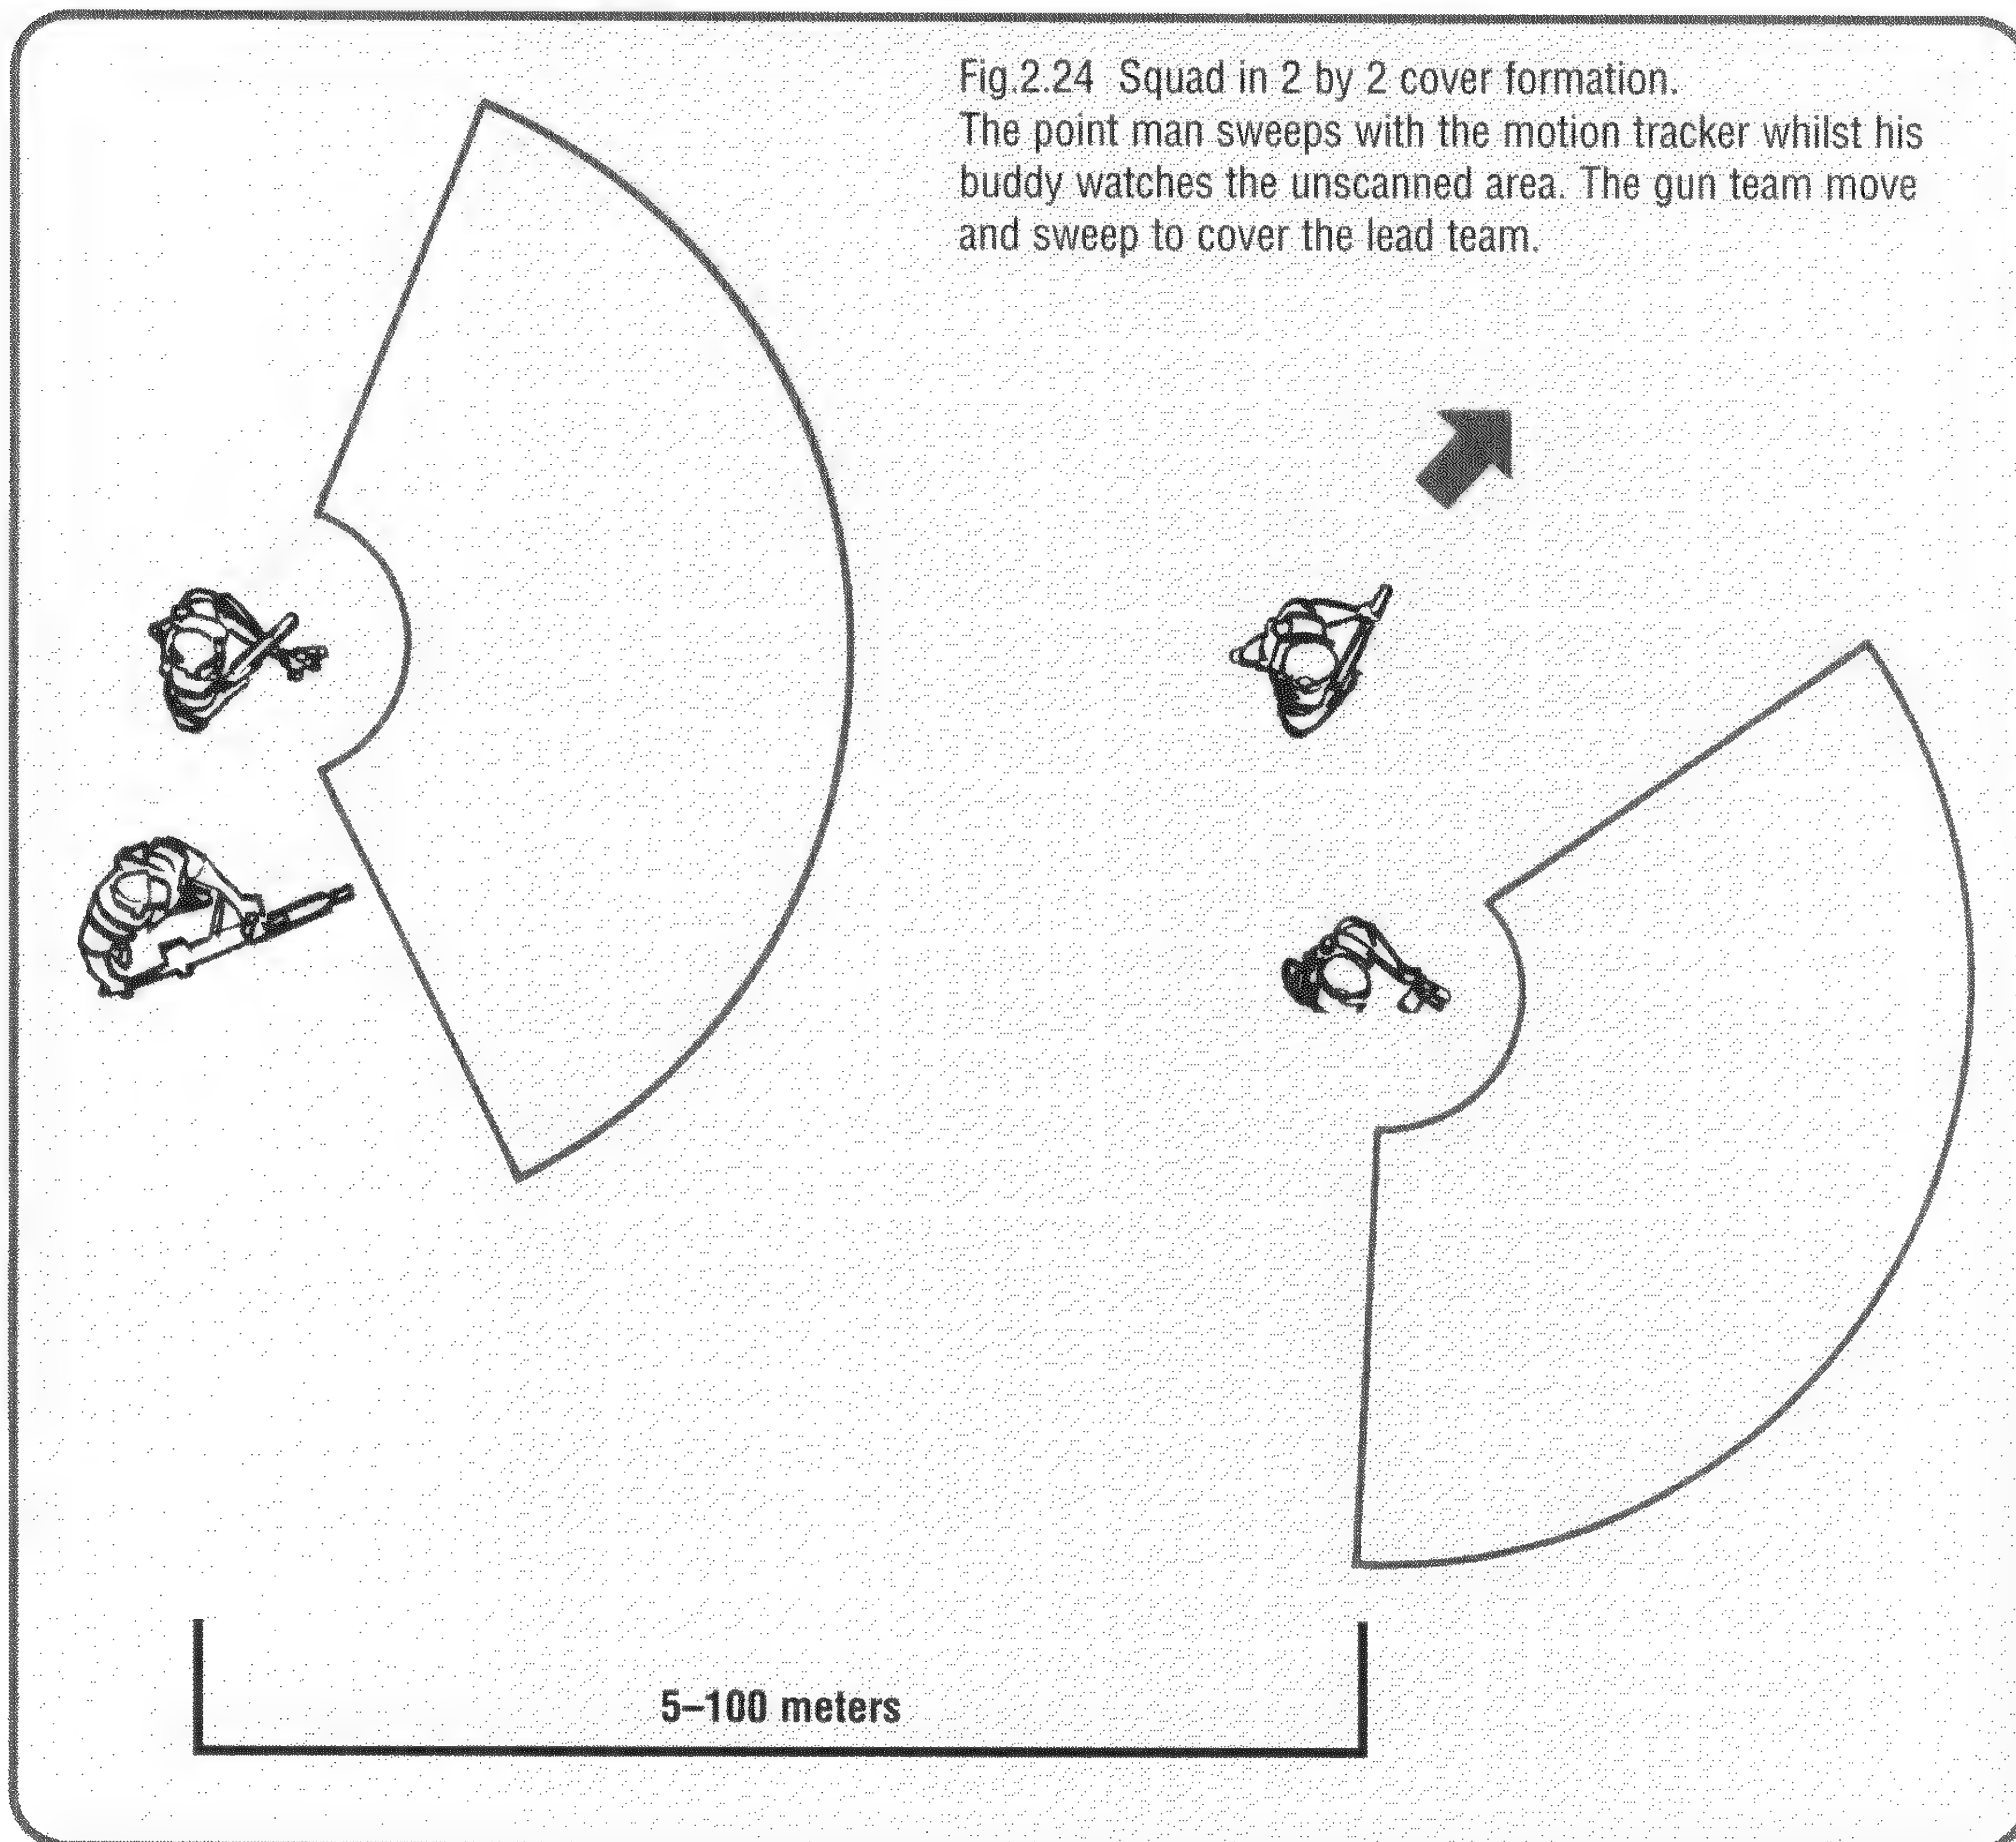 Fig.2.24 Squad in 2 by 2 cover formation.
The point man sweeps with the motion tracker whilst his
buddy watches the unscanned area. The gun team move
and sweep to cover the lead team.
5–100 meters